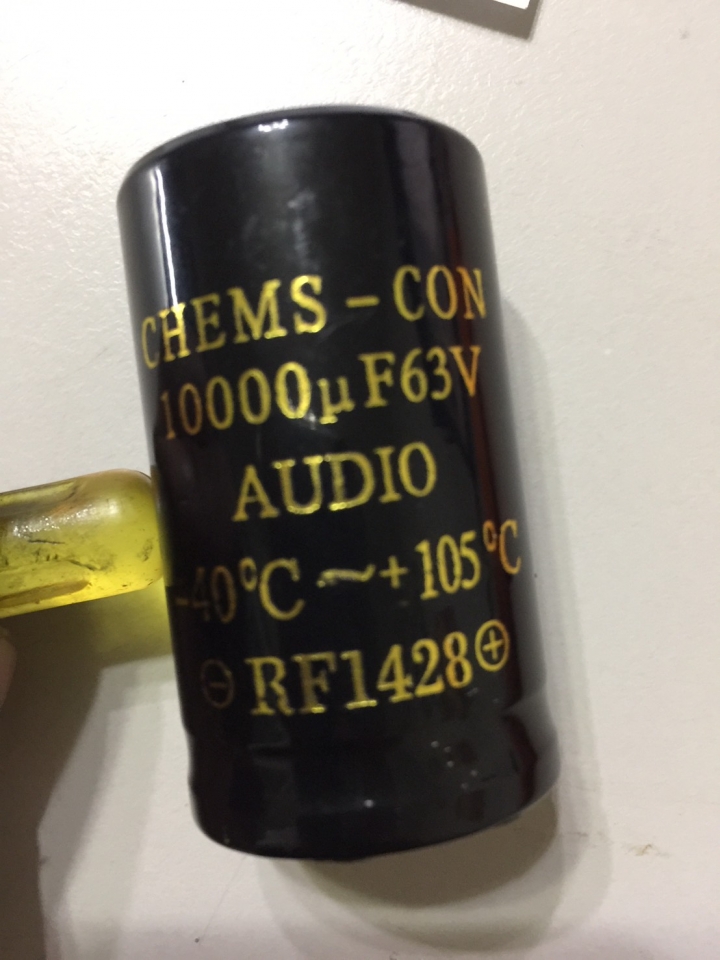 CHEMS-CON
10000μF63V
AUDIO
-40℃~+105℃
⊖RF1428⊕